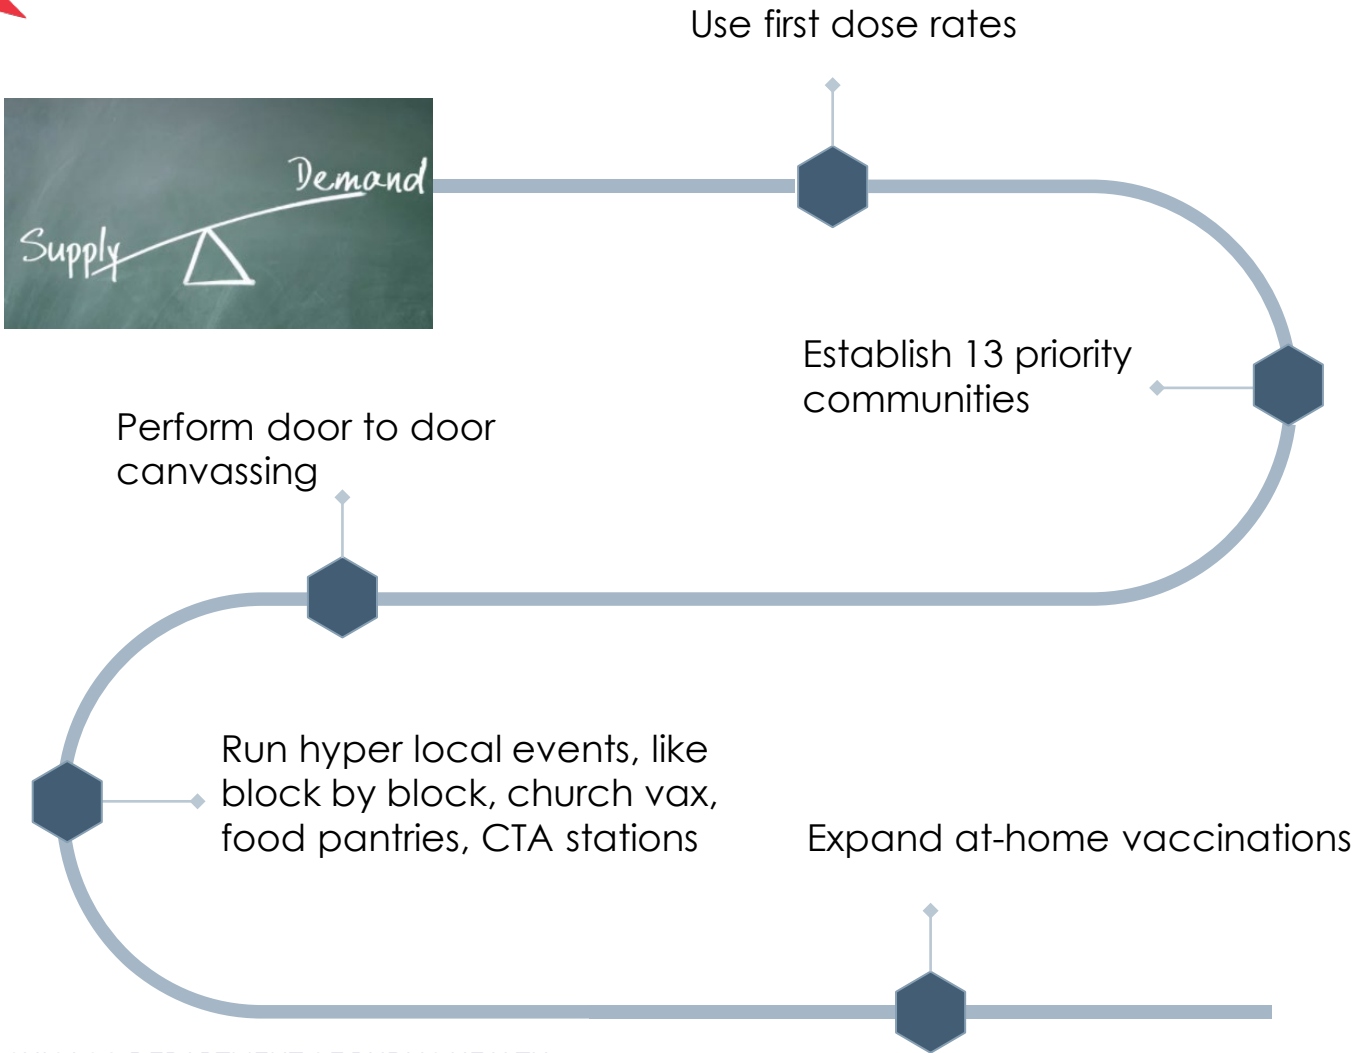 Use first dose rates
Demand
Supply
Establish 13 priority
communities
Perform door to door
canvassing
Run hyper local events, like
block by block, church vax,
food pantries, CTA stations
Expand at-home vaccinations